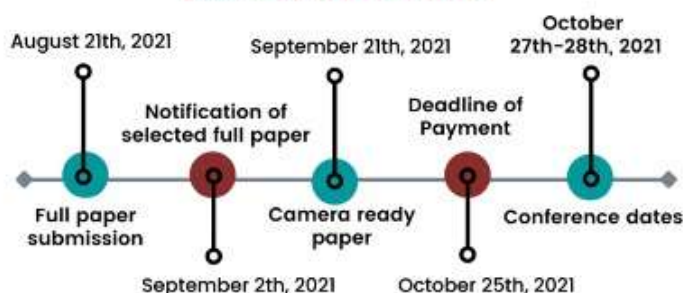 August 21th, 2021
Full paper
submission
Notification of
selected full paper
September 2th, 2021
September 21th, 2021
Camera ready
paper
Deadline of
Payment
October 25th, 2021
October
27th-28th, 2021
Conference dates